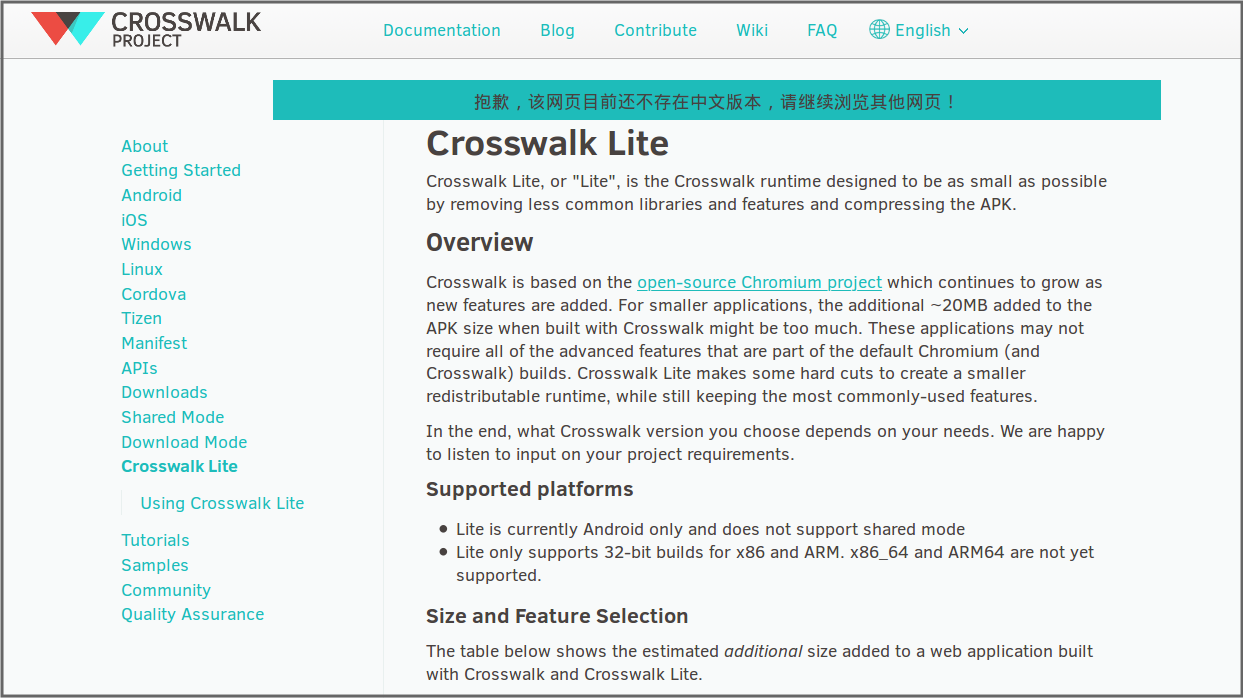 CROSSWALK
PROJECT
Documentation
Blog
Contribute
Wiki
FAQ
English
抱歉，该网页目前还不存在中文版本，请继续浏览其他网页！
About
Getting Started
Android
iOS
Windows
Linux
Cordova
Tizen
Manifest
APIs
Downloads
Shared Mode
Download Mode
Crosswalk Lite
Using Crosswalk Lite
Tutorials
Samples
Community
Quality Assurance
Crosswalk Lite
Crosswalk Lite, or "Lite", is the Crosswalk runtime designed to be as small as possible
by removing less common libraries and features and compressing the APK.
Overview
Crosswalk is based on the open-source Chromium project which continues to grow as
new features are added. For smaller applications, the additional ~20MB added to the
APK size when built with Crosswalk might be too much. These applications may not
require all of the advanced features that are part of the default Chromium (and
Crosswalk) builds. Crosswalk Lite makes some hard cuts to create a smaller
redistributable runtime, while still keeping the most commonly-used features.
In the end, what Crosswalk version you choose depends on your needs. We are happy
to listen to input on your project requirements.
Supported platforms
• Lite is currently Android only and does not support shared mode
• Lite only supports 32-bit builds for x86 and ARM. x86_64 and ARM64 are not yet
supported.
Size and Feature Selection
The table below shows the estimated additional size added to a web application built
with Crosswalk and Crosswalk Lite.